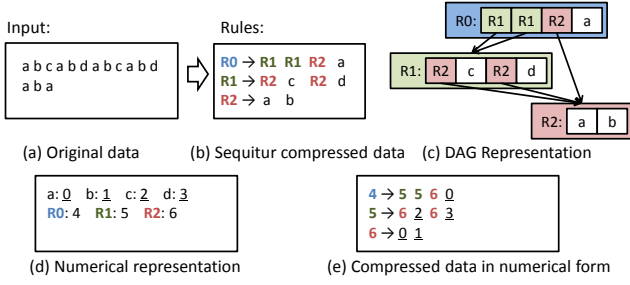 Input:
a b c a b d a b c a b d
a b a
(a) Original data
Rules:
R0 → R1 R1 R2 a
R1 → R2 c R2 d
R2 → a b
(b) Sequitur compressed data
R0: R1 R1 R2 a
R1: R2 c R2 d
R2: a b
(c) DAG Representation
a: 0 b: 1 c: 2 d: 3
R0: 4 R1: 5 R2: 6
(d) Numerical representation
4 → 5 5 6 0
5 → 6 2 6 3
6 → 0 1
(e) Compressed data in numerical form